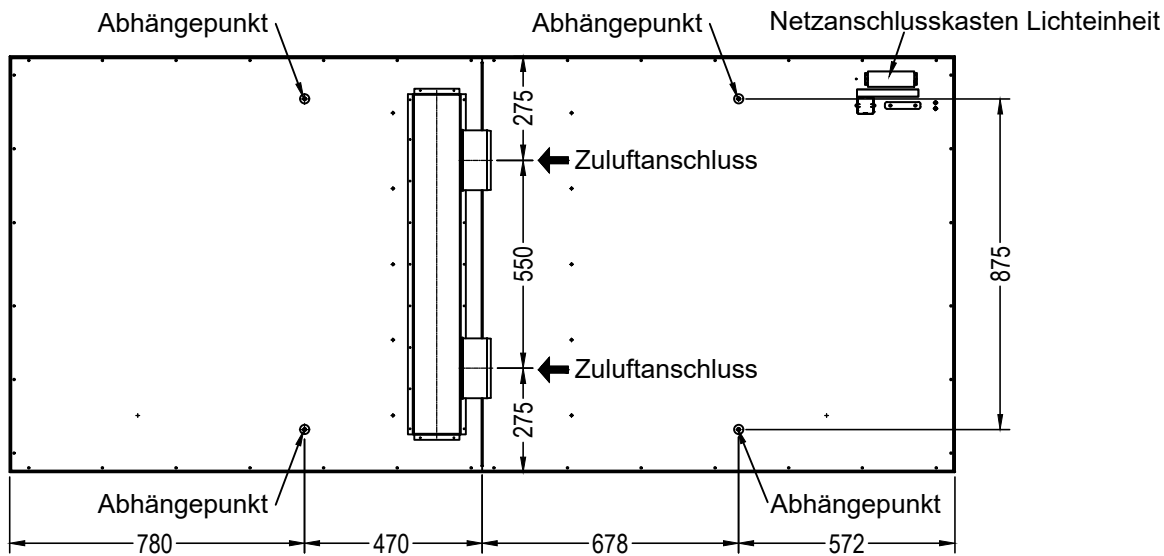 Abhängepunkt
Abhängepunkt
Netzanschlusskasten Lichteinheit
275
Zuluftanschluss
550
875
Zuluftanschluss
275
Abhängepunkt
Abhängepunkt
780
470
678
572